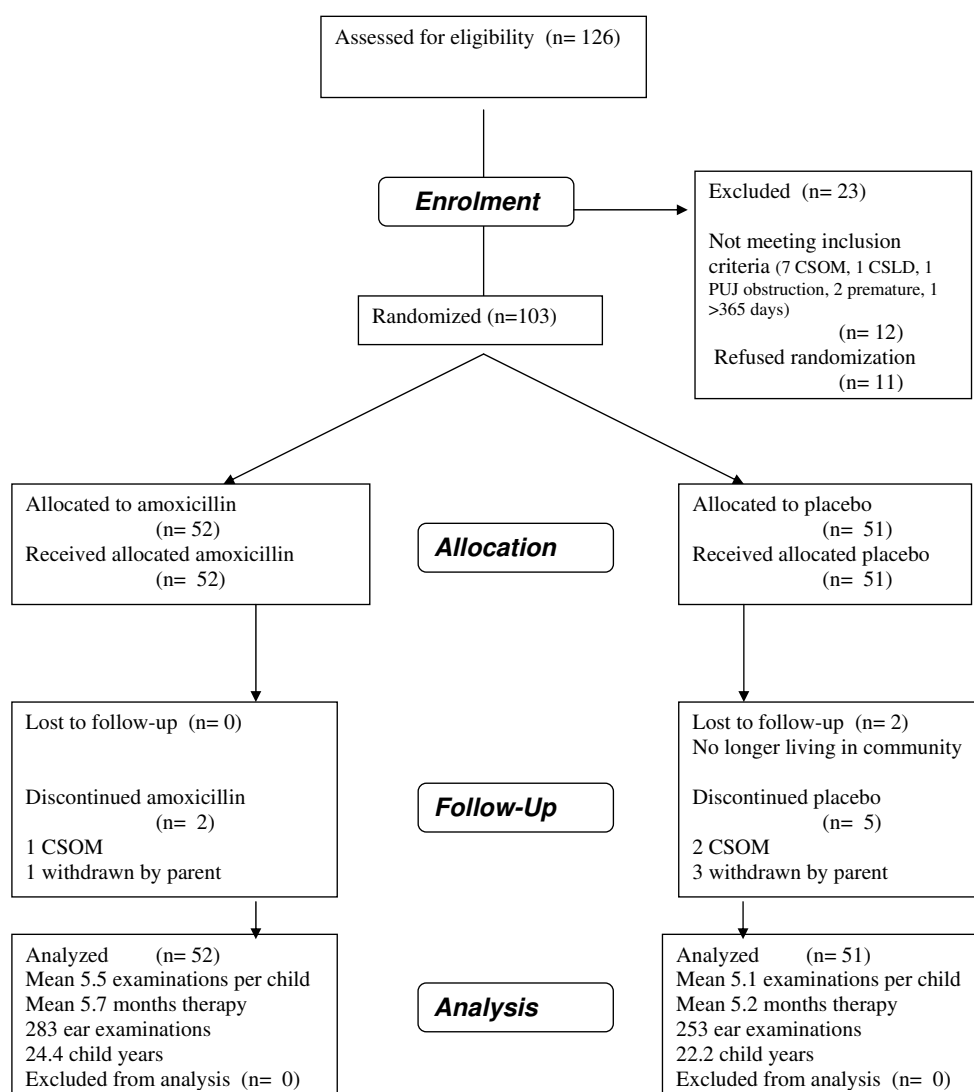 Assessed for eligibility (n= 126)
Enrolment
Excluded (n= 23)
Not meeting inclusion
criteria (7 CSOM, 1 CSLD, 1
PUJ obstruction, 2 premature, 1
>365 days)
(n= 12)
Refused randomization
(n= 11)
Randomized (n=103)
Allocated to amoxicillin
(n= 52)
Received allocated amoxicillin
(n= 52)
Allocation
Allocated to placebo
(n= 51)
Received allocated placebo
(n= 51)
Lost to follow-up (n= 0)
Discontinued amoxicillin
(n= 2)
1 CSOM
1 withdrawn by parent
Follow-Up
Lost to follow-up (n= 2)
No longer living in community
Discontinued placebo
(n= 5)
2 CSOM
3 withdrawn by parent
Analyzed (n= 52)
Mean 5.5 examinations per child
Mean 5.7 months therapy
283 ear examinations
24.4 child years
Excluded from analysis (n= 0)
Analysis
Analyzed (n= 51)
Mean 5.1 examinations per child
Mean 5.2 months therapy
253 ear examinations
22.2 child years
Excluded from analysis (n= 0)